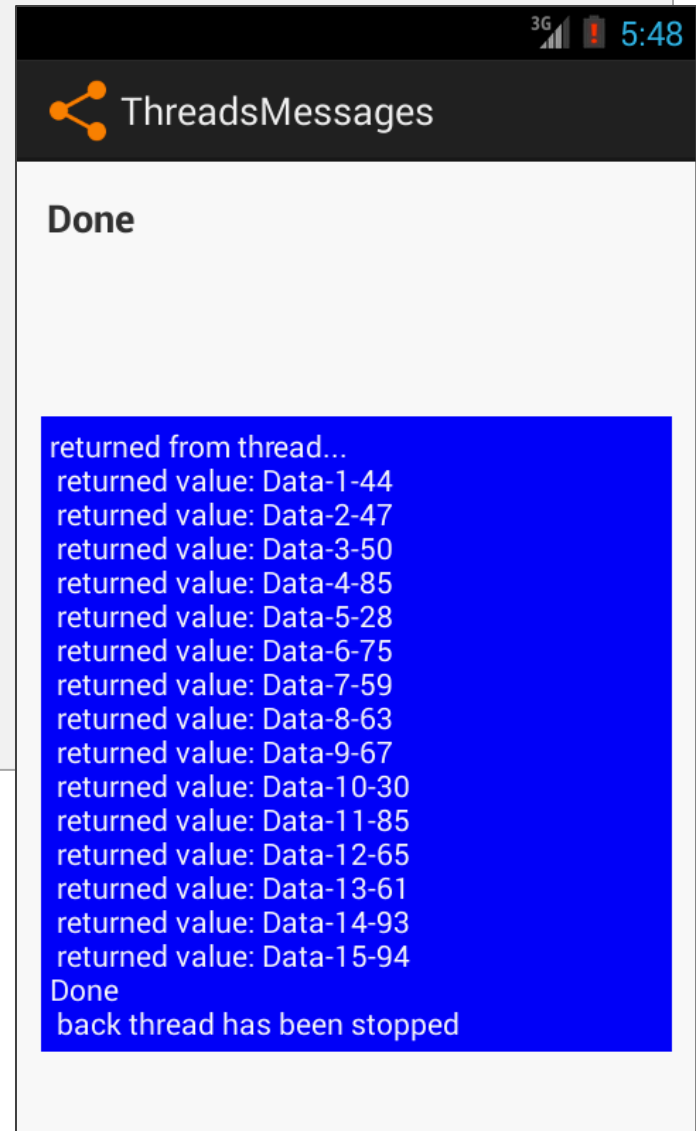 3G 5:48
ThreadsMessages
Done
returned from thread...
returned value: Data-1-44
returned value: Data-2-47
returned value: Data-3-50
returned value: Data-4-85
returned value: Data-5-28
returned value: Data-6-75
returned value: Data-7-59
returned value: Data-8-63
returned value: Data-9-67
returned value: Data-10-30
returned value: Data-11-85
returned value: Data-12-65
returned value: Data-13-61
returned value: Data-14-93
returned value: Data-15-94
Done
back thread has been stopped